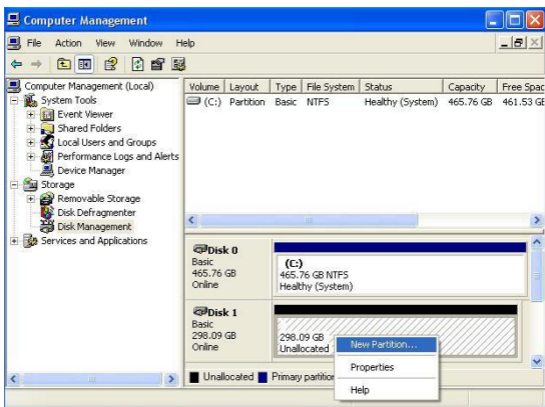 Computer Management
File Action View Window Help
Computer Management (Local)
System Tools
Event Viewer
Shared Folders
Local Users and Groups
Performance Logs and Alerts
Device Manager
Storage
Removable Storage
Disk Defragmenter
Disk Management
Services and Applications
Volume Layout Type File System Status Capacity Free Spac
(C:) Partition Basic NTFS Healthy (System) 465.76 GB 461.53 GB
Disk 0
Basic
465.76 GB
Online
(C:)
465.76 GB NTFS
Healthy (System)
Disk 1
Basic
298.09 GB
Online
298.09 GB
Unallocated
New Partition...
Properties
Help
Unallocated Primary partition